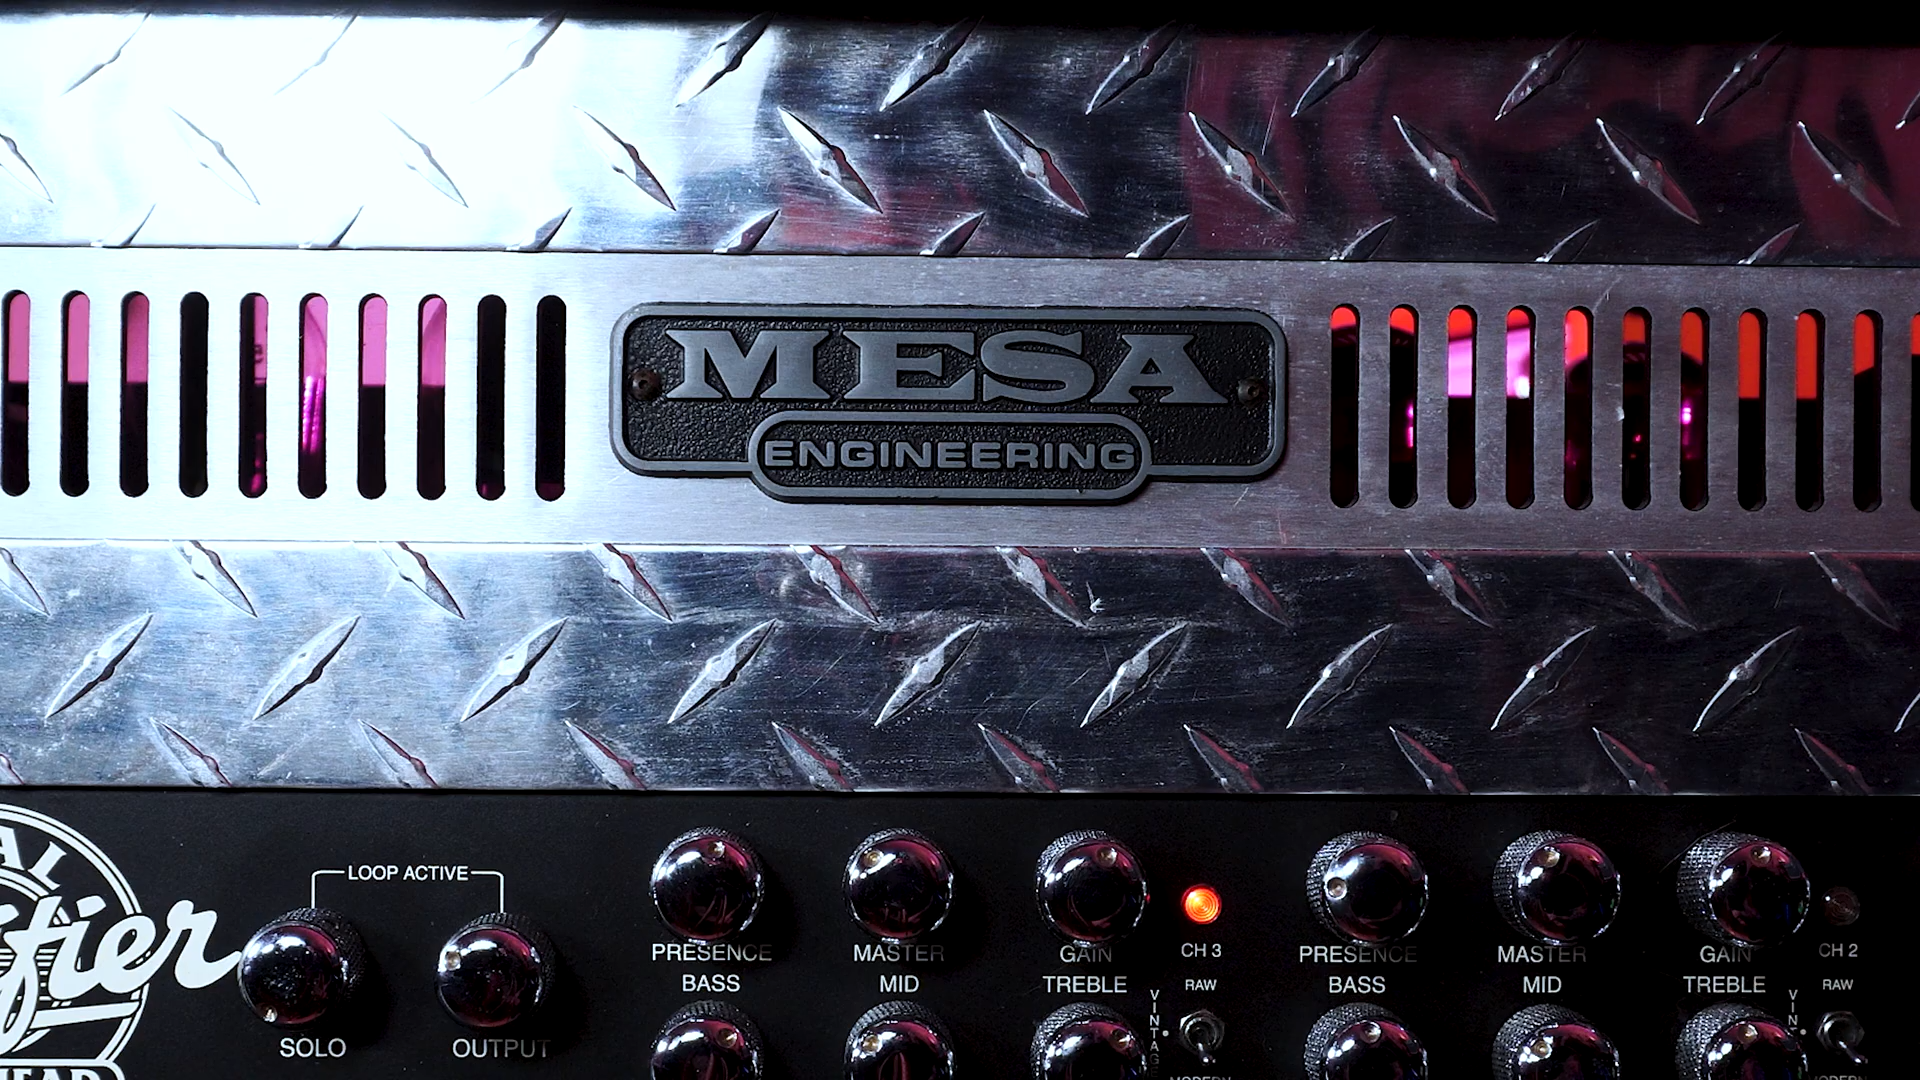 MESA
ENGINEERING
LOOP ACTIVE
SOLO
OUTPUT
PRESENCE
MASTER
GAIN
CH 3
PRESENCE
MASTER
GAIN
CH 2
BASS
MID
TREBLE
RAW
BASS
MID
TREBLE
RAW